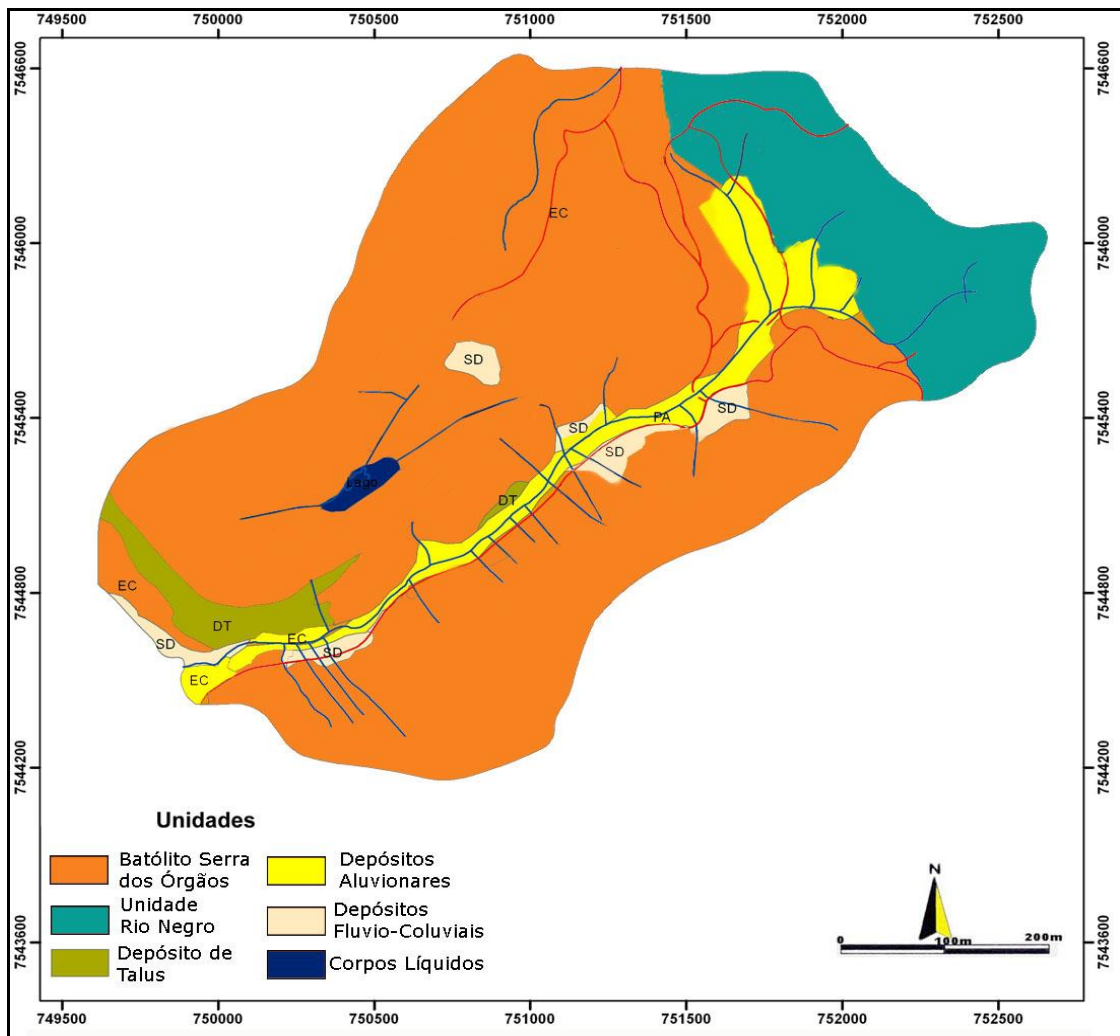 749500 750000 750500 751000 751500 752000 752500
7546600 7546600
EC
7546000 7546000
SD
7545400 7545400
SD
PA
SD
SD
Lago
DT
EC
7544800 7544800
DT
EC
SD
SD
EC
7544200 7544200
Unidades
Batólito Serra
dos Órgãos
Depósitos
Aluvionares
Unidade
Rio Negro
Depósitos
Fluvio-Coluviais
Depósito de
Talus
Corpos Líquidos
N
0 100m 200m
7543600 7543600
749500 750000 750500 751000 751500 752000 752500